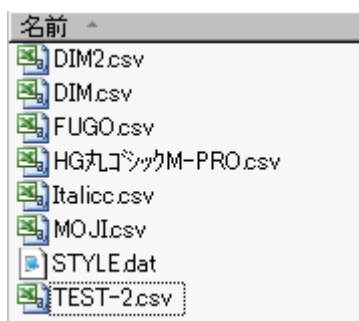 名前
DIM2.csv
DIM.csv
FUGO.csv
HG丸ゴシックM-PRO.csv
Italicc.csv
MOJI.csv
STYLE.dat
TEST-2.csv